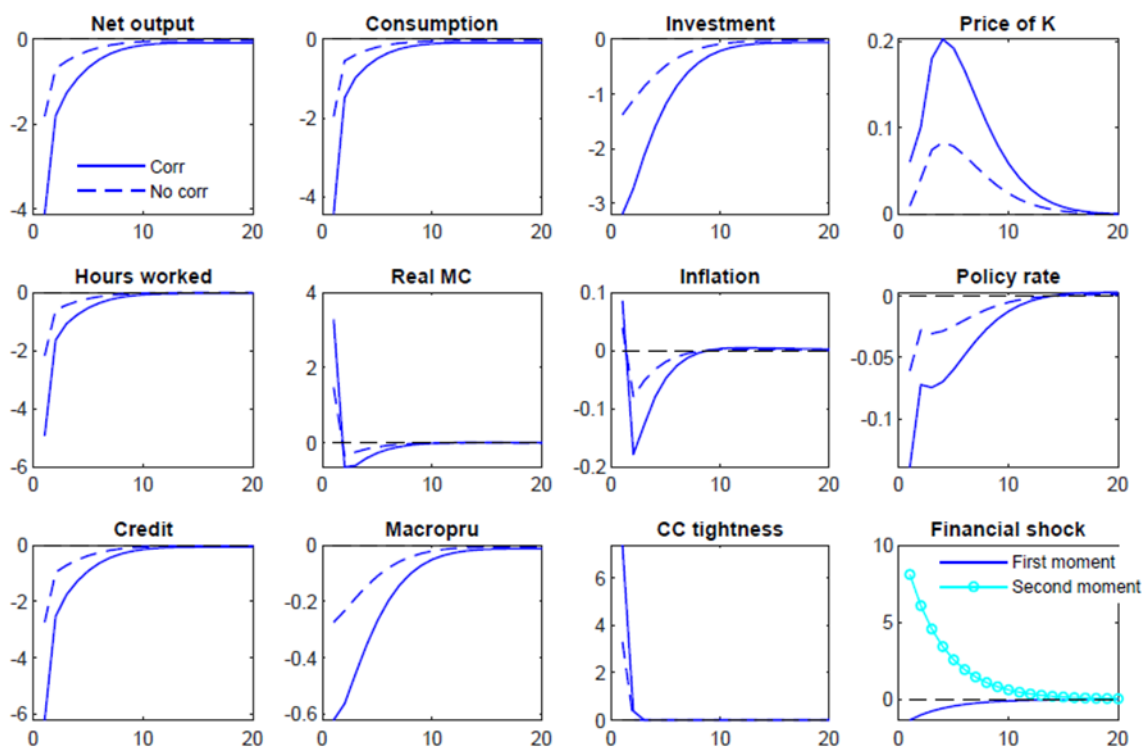 Net output
Consumption
Investment
Price of K
0
-2
-4
Corr
No corr
0 10 20
0
-2
-4
0 10 20
0
-1
-2
-3
0 10 20
0.2
0.1
0
0 10 20
Hours worked
Real MC
Inflation
Policy rate
0
-2
-4
-6
0 10 20
4
2
0
0 10 20
0.1
0
-0.1
-0.2
0 10 20
0
-0.05
-0.1
0 10 20
Credit
Macropru
CC tightness
Financial shock
0
-2
-4
-6
0 10 20
0
-0.2
-0.4
-0.6
0 10 20
6
4
2
0
0 10 20
10
5
0
First moment
Second moment
0 10 20